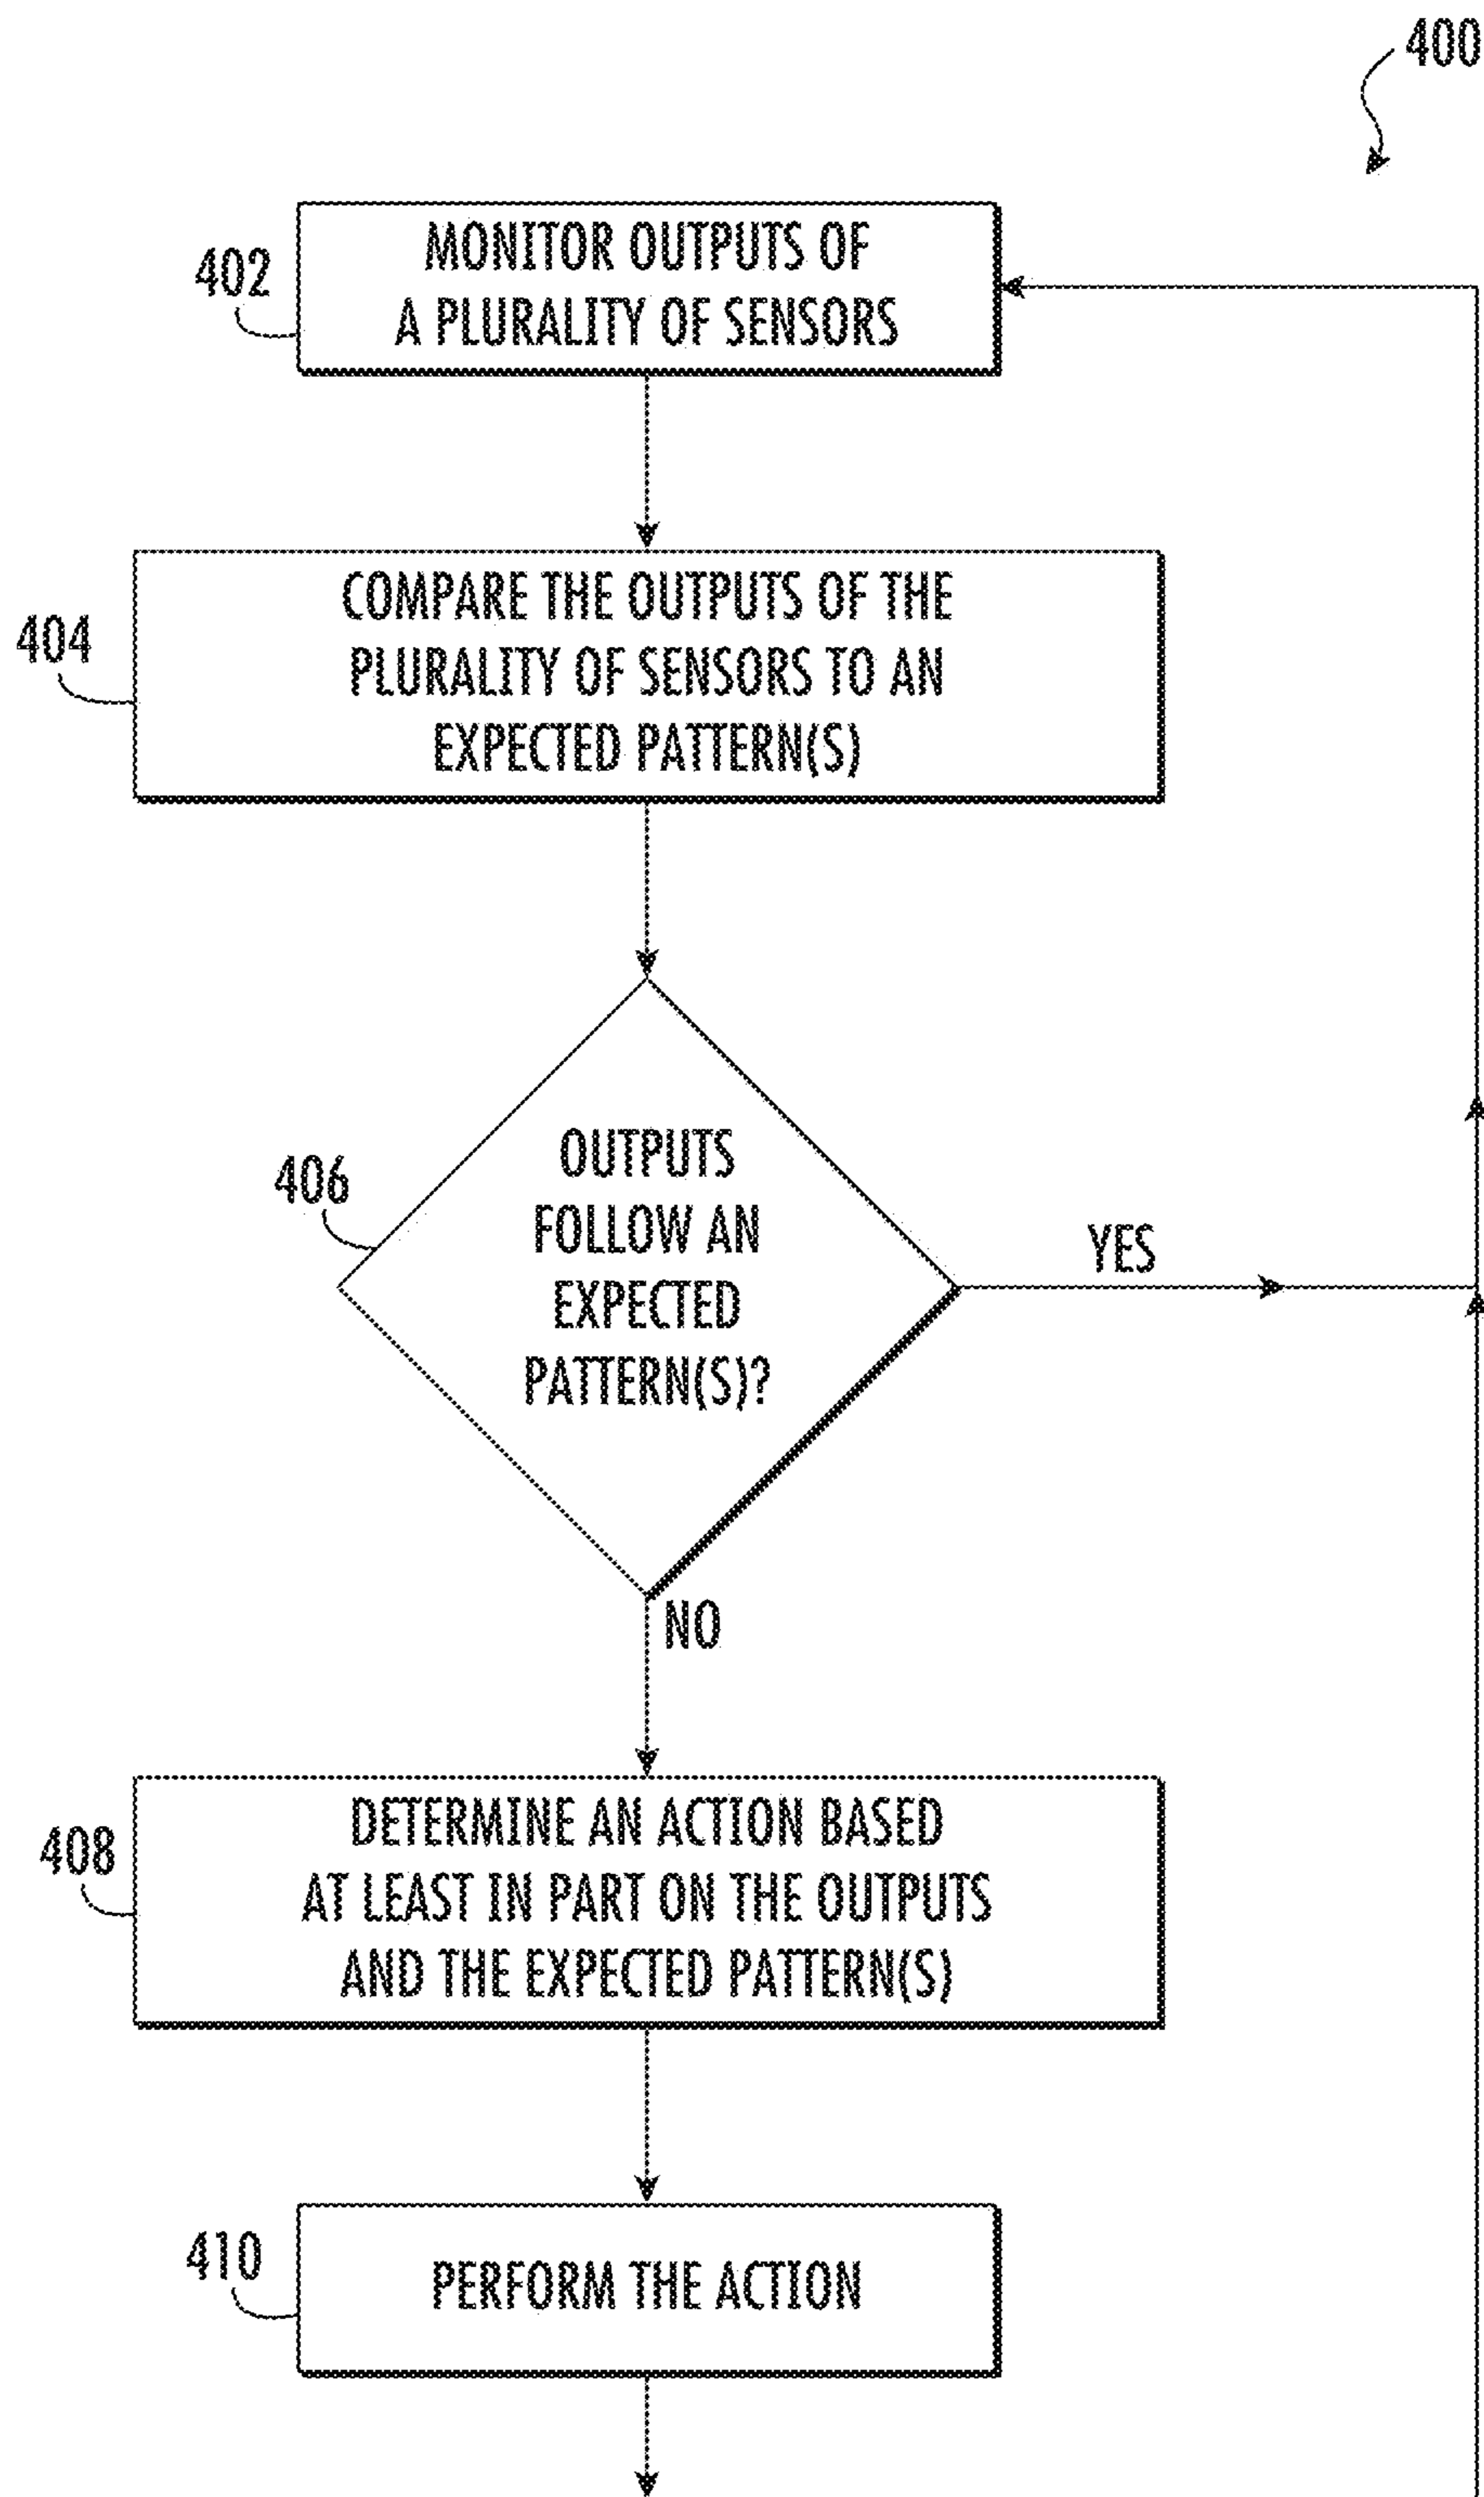 400
402
MONITOR OUTPUTS OF
A PLURALITY OF SENSORS
404
COMPARE THE OUTPUTS OF THE
PLURALITY OF SENSORS TO AN
EXPECTED PATTERN(S)
406
OUTPUTS
FOLLOW AN
EXPECTED
PATTERN(S)?
YES
NO
408
DETERMINE AN ACTION BASED
AT LEAST IN PART ON THE OUTPUTS
AND THE EXPECTED PATTERN(S)
410
PERFORM THE ACTION